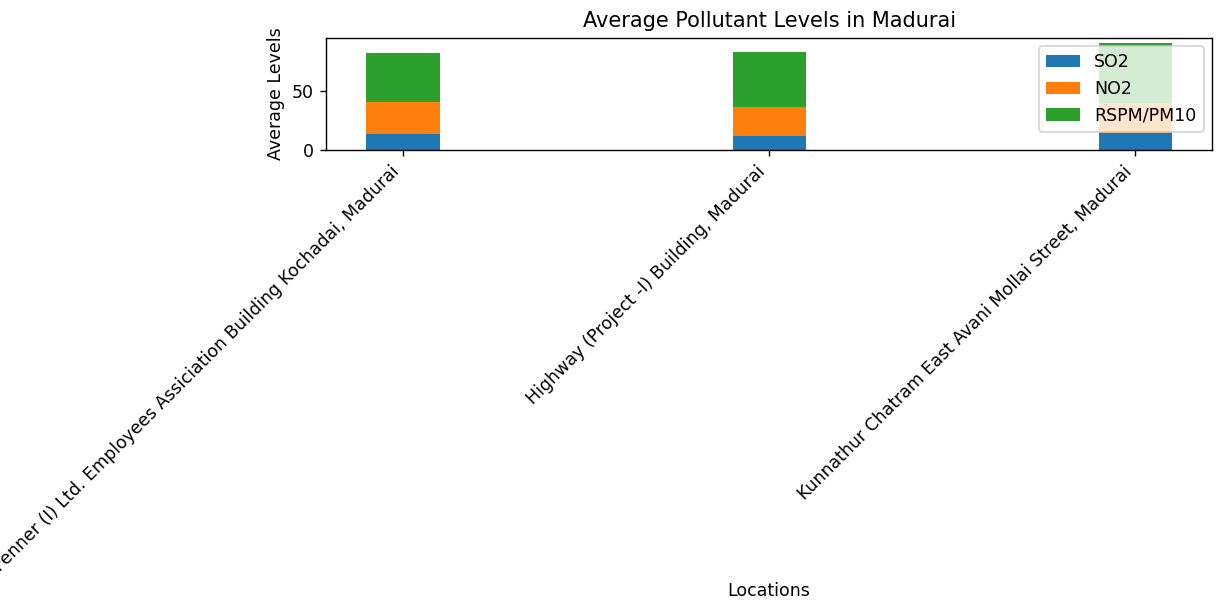 Average Pollutant Levels in Madurai
Average Levels
50
0
SO2
NO2
RSPM/PM10
(I) Ltd. Employees Assiciation Building Kochadai, Madurai
Highway (Project -I) Building, Madurai
Kunnathur Chatram East Avani Mollai Street, Madurai
Locations